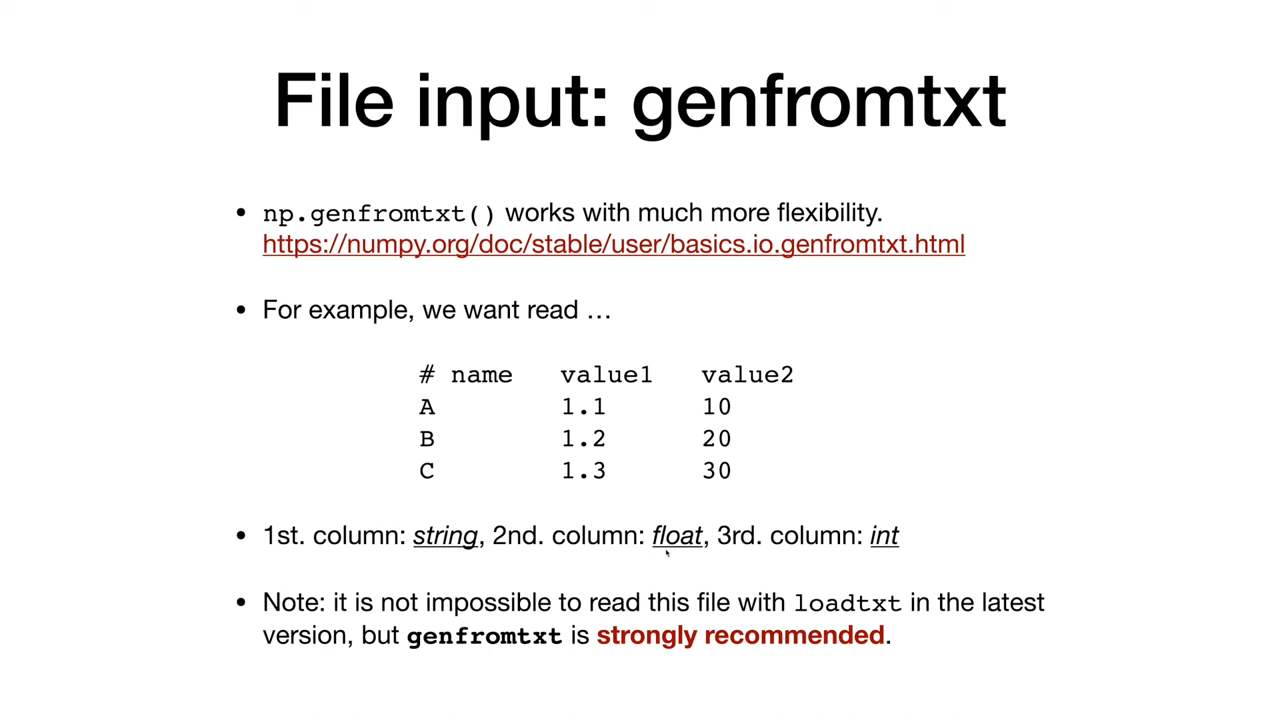 File input: genfromtxt
• np.genfromtxt() works with much more flexibility.
https://numpy.org/doc/stable/user/basics.io.genfromtxt.html
• For example, we want read …
# name value1 value2
A 1.1 10
B 1.2 20
C 1.3 30
• 1st. column: string, 2nd. column: float, 3rd. column: int
• Note: it is not impossible to read this file with loadtxt in the latest
version, but genfromtxt is strongly recommended.